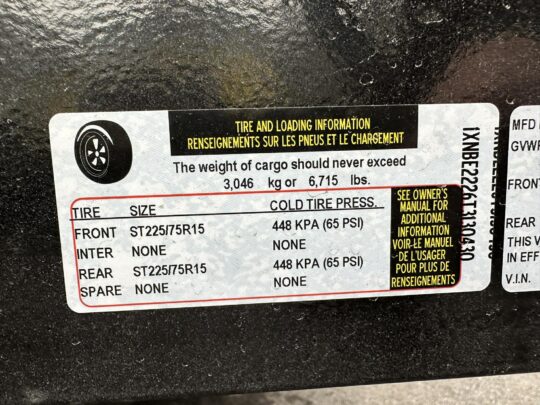 TIRE AND LOADING INFORMATION
RENSEIGNEMENTS SUR LES PNEUS ET LE CHARGEMENT
The weight of cargo should never exceed
3,046 kg or 6,715 lbs.
TIRE SIZE COLD TIRE PRESS.
FRONT ST225/75R15 448 KPA (65 PSI)
INTER NONE NONE
REAR ST225/75R15 448 KPA (65 PSI)
SPARE NONE NONE
SEE OWNER'S
MANUAL FOR
ADDITIONAL
INFORMATION
VOIR LE MANUEL
DE L'USAGER
POUR PLUS DE
RENSEIGNEMENTS
MFD
GVWR
FRONT
REAR
THIS V
IN EFF
V.I.N.